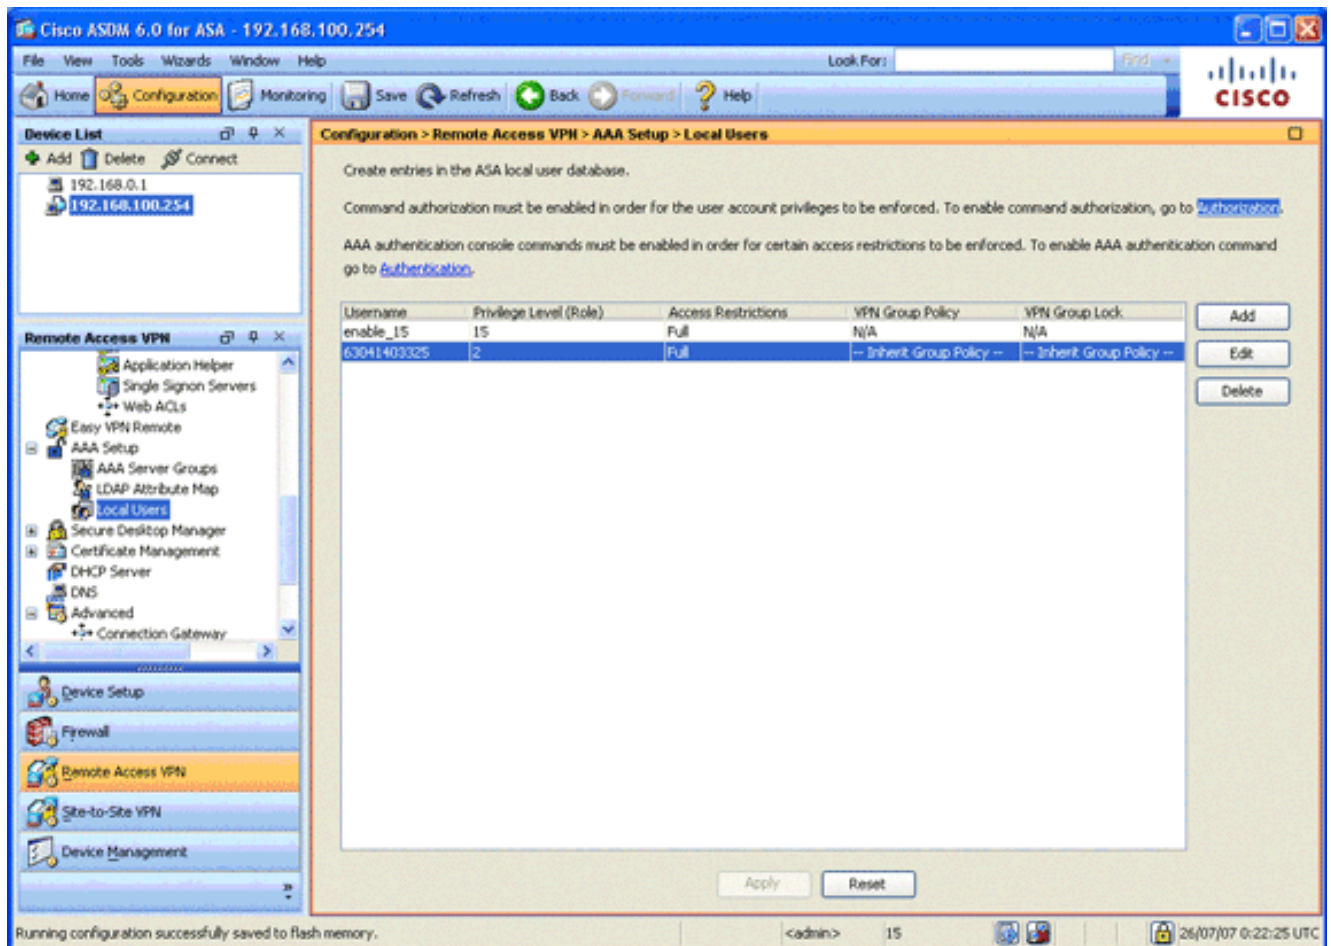 Cisco ASDM 6.0 for ASA - 192.168.100.254
File View Tools Wizards Window Help Look For: Find
Home Configuration Monitoring Save Refresh Back Forward Help
CISCO
Device List
Add Delete Connect
192.168.0.1
192.168.100.254
Remote Access VPN
Application Helper
Single Signon Servers
Web ACLs
Easy VPN Remote
AAA Setup
AAA Server Groups
LDAP Attribute Map
Local Users
Secure Desktop Manager
Certificate Management
DHCP Server
DNS
Advanced
Connection Gateway
Device Setup
Firewall
Remote Access VPN
Site-to-Site VPN
Device Management
Configuration > Remote Access VPN > AAA Setup > Local Users
Create entries in the ASA local user database.
Command authorization must be enabled in order for the user account privileges to be enforced. To enable command authorization, go to Authorization.
AAA authentication console commands must be enabled in order for certain access restrictions to be enforced. To enable AAA authentication command
go to Authentication.
Username Privilege Level (Role) Access Restrictions VPN Group Policy VPN Group Lock
enable_15 15 Full N/A N/A
63041403325 2 Full -- Inherit Group Policy -- -- Inherit Group Policy --
Add
Edit
Delete
Apply Reset
Running configuration successfully saved to flash memory. <admin> 15 26/07/07 0:22:25 UTC